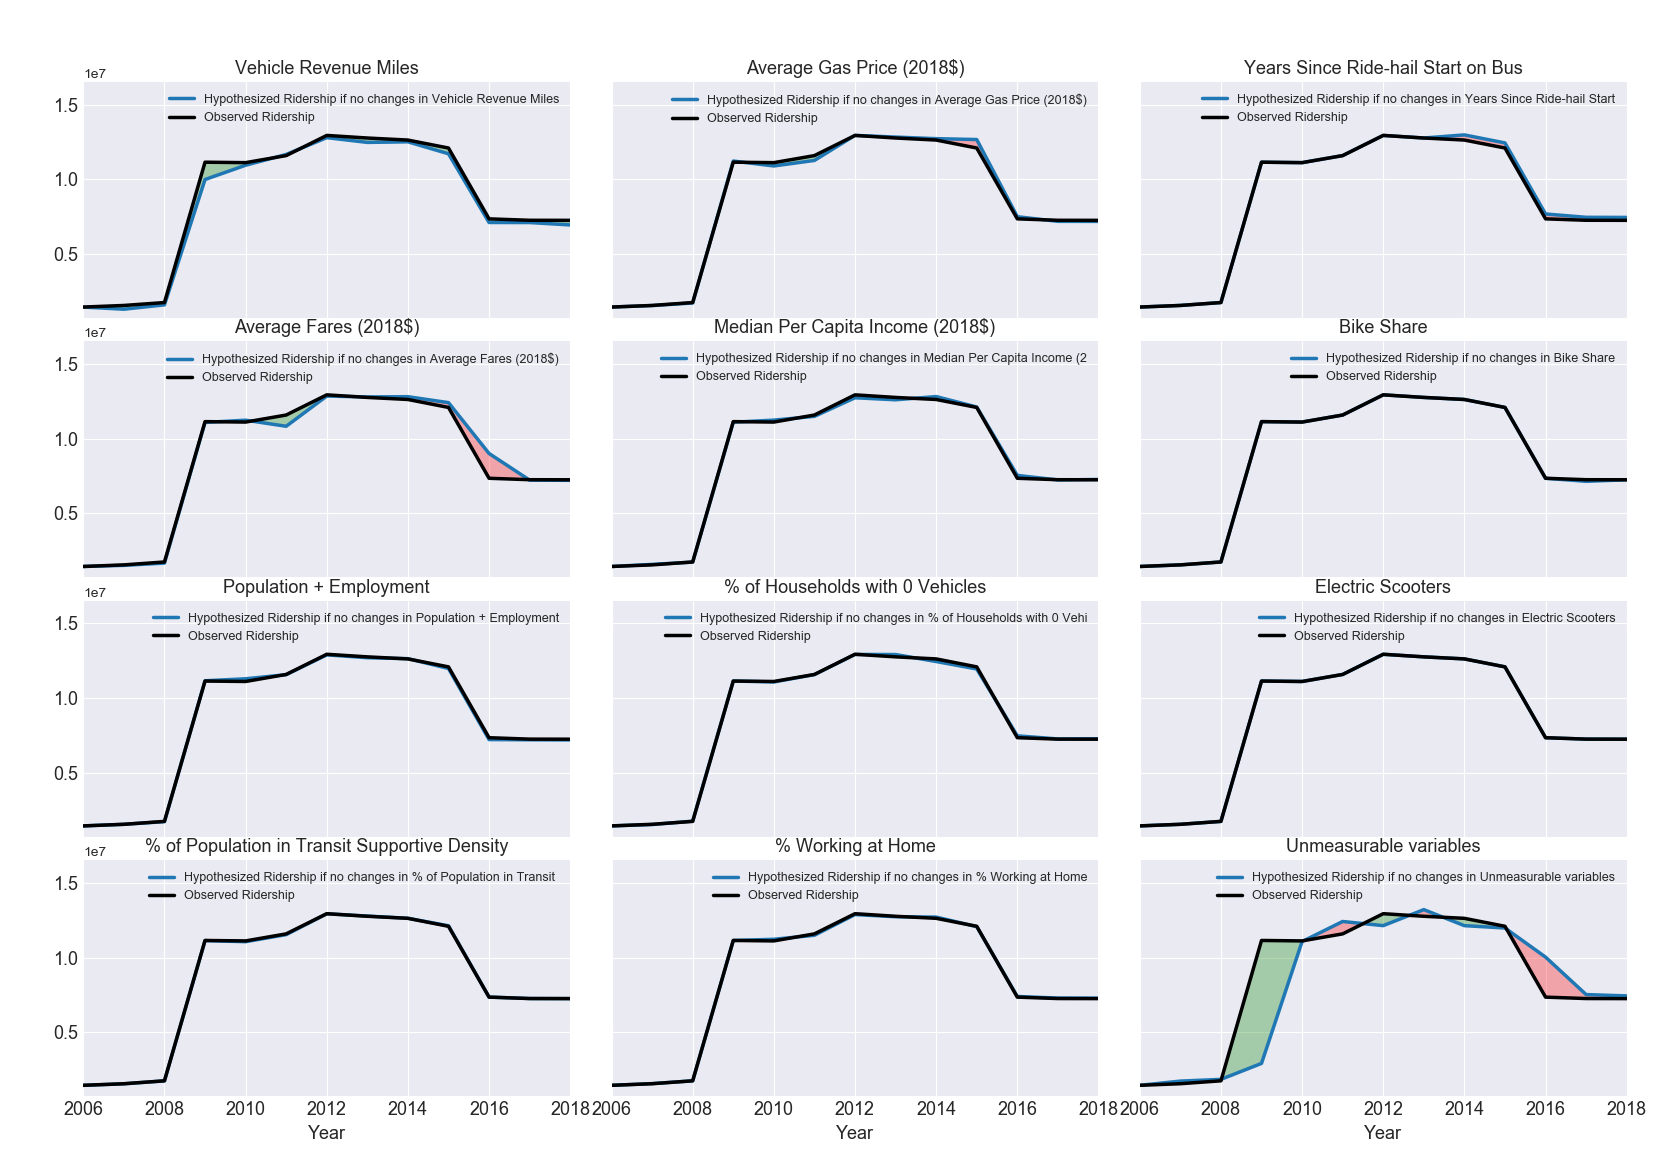 Vehicle Revenue Miles
1e7
1.5
1.0
0.5
Hypothesized Ridership if no changes in Vehicle Revenue Miles
Observed Ridership
Average Gas Price (2018$)
Hypothesized Ridership if no changes in Average Gas Price (2018$)
Observed Ridership
Years Since Ride-hail Start on Bus
Hypothesized Ridership if no changes in Years Since Ride-hail Start
Observed Ridership
Average Fares (2018$)
1e7
1.5
1.0
0.5
Hypothesized Ridership if no changes in Average Fares (2018$)
Observed Ridership
Median Per Capita Income (2018$)
Hypothesized Ridership if no changes in Median Per Capita Income (2
Observed Ridership
Bike Share
Hypothesized Ridership if no changes in Bike Share
Observed Ridership
Population + Employment
1e7
1.5
1.0
0.5
Hypothesized Ridership if no changes in Population + Employment
Observed Ridership
% of Households with 0 Vehicles
Hypothesized Ridership if no changes in % of Households with 0 Vehi
Observed Ridership
Electric Scooters
Hypothesized Ridership if no changes in Electric Scooters
Observed Ridership
% of Population in Transit Supportive Density
1e7
1.5
1.0
0.5
Hypothesized Ridership if no changes in % of Population in Transit
Observed Ridership
% Working at Home
Hypothesized Ridership if no changes in % Working at Home
Observed Ridership
Unmeasurable variables
Hypothesized Ridership if no changes in Unmeasurable variables
Observed Ridership
2006 2008 2010 2012 2014 2016 2018
2006 2008 2010 2012 2014 2016 2018
2006 2008 2010 2012 2014 2016 2018
Year
Year
Year